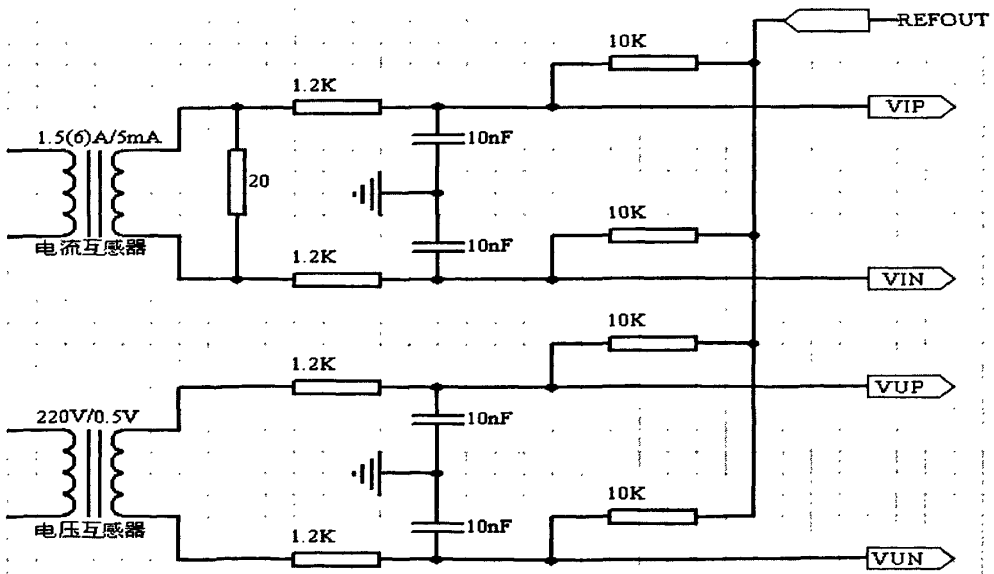 REFOUT
10K
1.2K
VIP
1.5(6)A/5mA
10nF
20
10K
电流互感器
10nF
1.2K
VIN
10K
1.2K
VUP
220V/0.5V
10nF
10K
电压互感器
10nF
1.2K
VUN